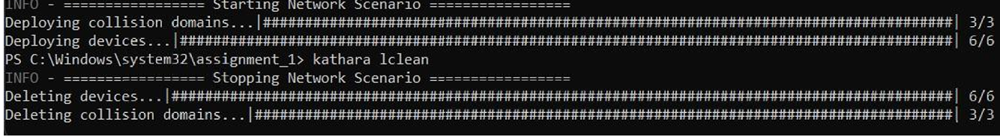 INFO - ================= Starting Network Scenario =================
Deploying collision domains...|###################################################################################| 3/3
Deploying devices...|#############################################################################################| 6/6
PS C:\Windows\system32\assignment_1> kathara lclean
INFO - ================= Stopping Network Scenario =================
Deleting devices...|##############################################################################################| 6/6
Deleting collision domains...|####################################################################################| 3/3